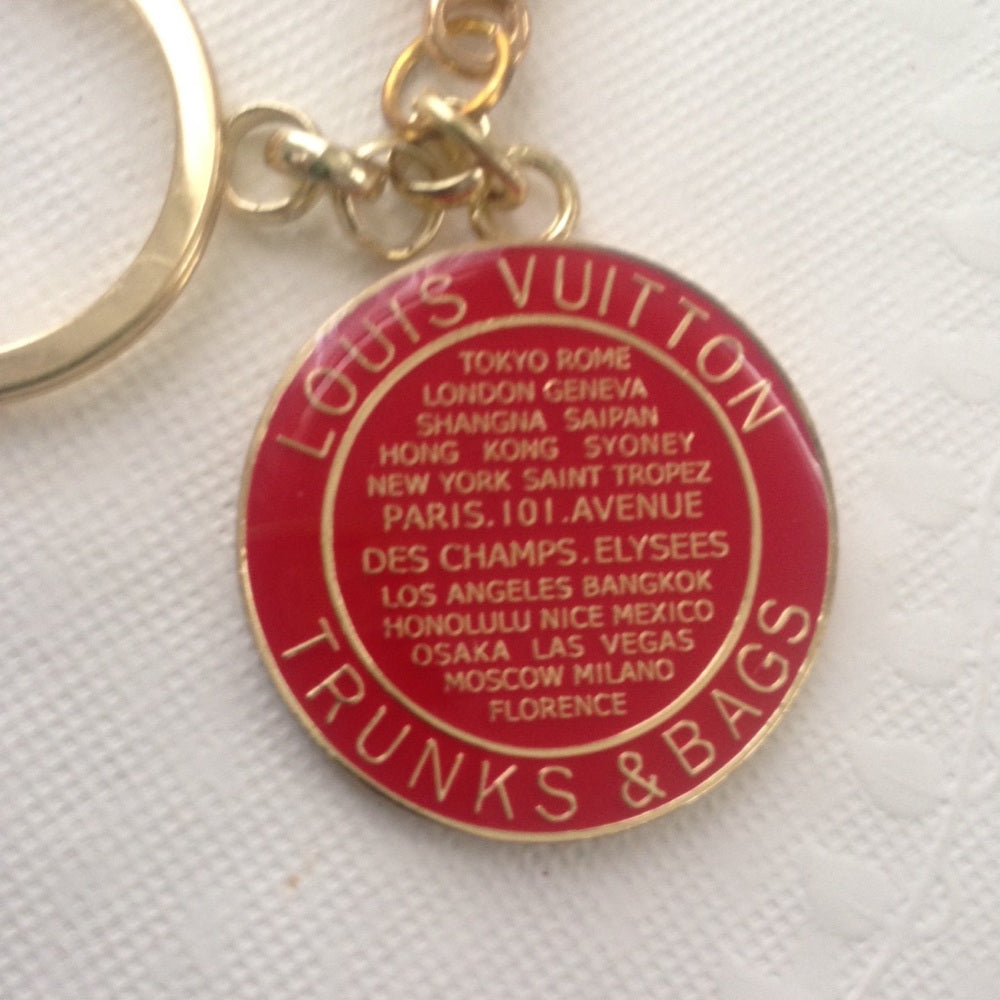 LOUIS VUITTON
TOKYO ROME
LONDON GENEVA
SHANGNA SAIPAN
HONG KONG SYONEY
NEW YORK SAINT TROPEZ
PARIS.101.AVENUE
DES CHAMPS.ELYSEES
LOS ANGELES BANGKOK
HONOLULU NICE MEXICO
OSAKA LAS VEGAS
MOSCOW MILANO
FLORENCE
TRUNKS & BAGS